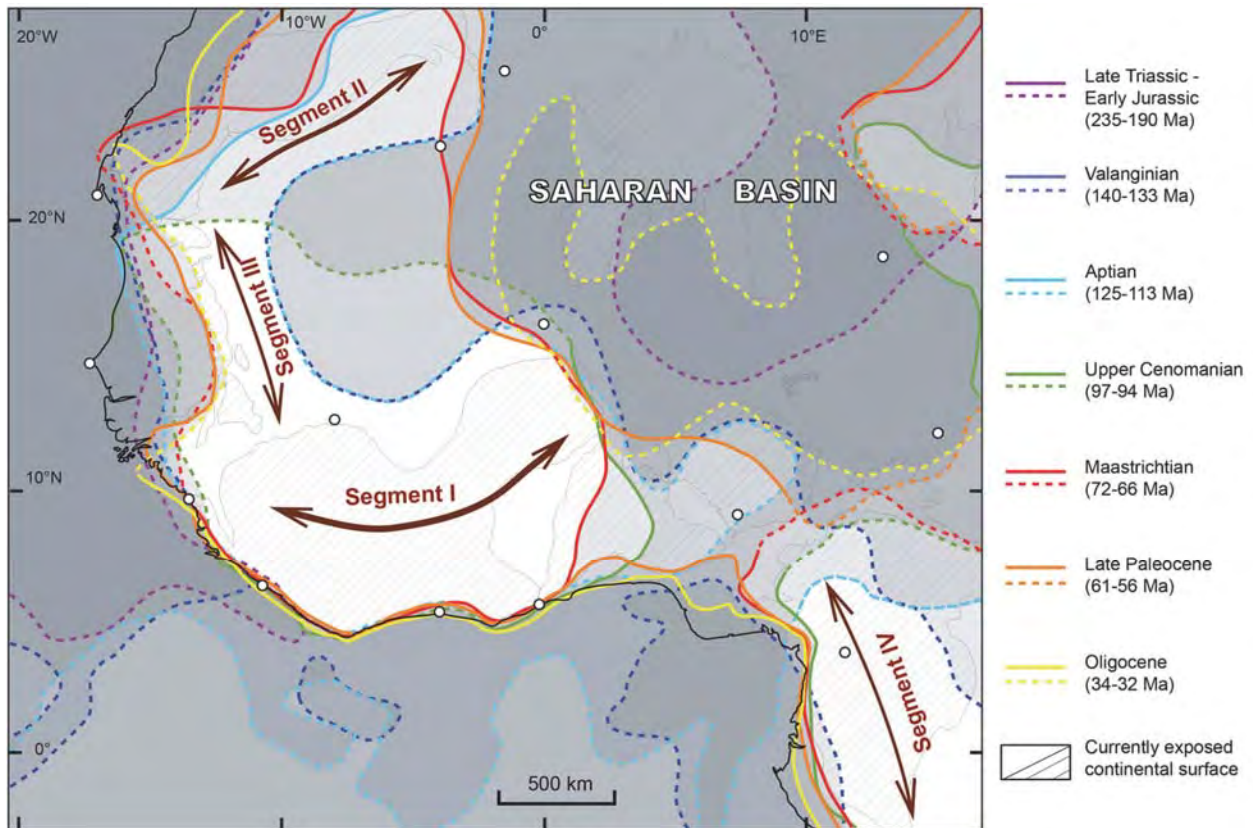 20°W
10°W
0°
10°E
Segment II
SAHARAN BASIN
20°N
Segment III
10°N
Segment I
Segment IV
0°
500 km
Late Triassic -
Early Jurassic
(235-190 Ma)
Valanginian
(140-133 Ma)
Aptian
(125-113 Ma)
Upper Cenomanian
(97-94 Ma)
Maastrichtian
(72-66 Ma)
Late Paleocene
(61-56 Ma)
Oligocene
(34-32 Ma)
Currently exposed
continental surface